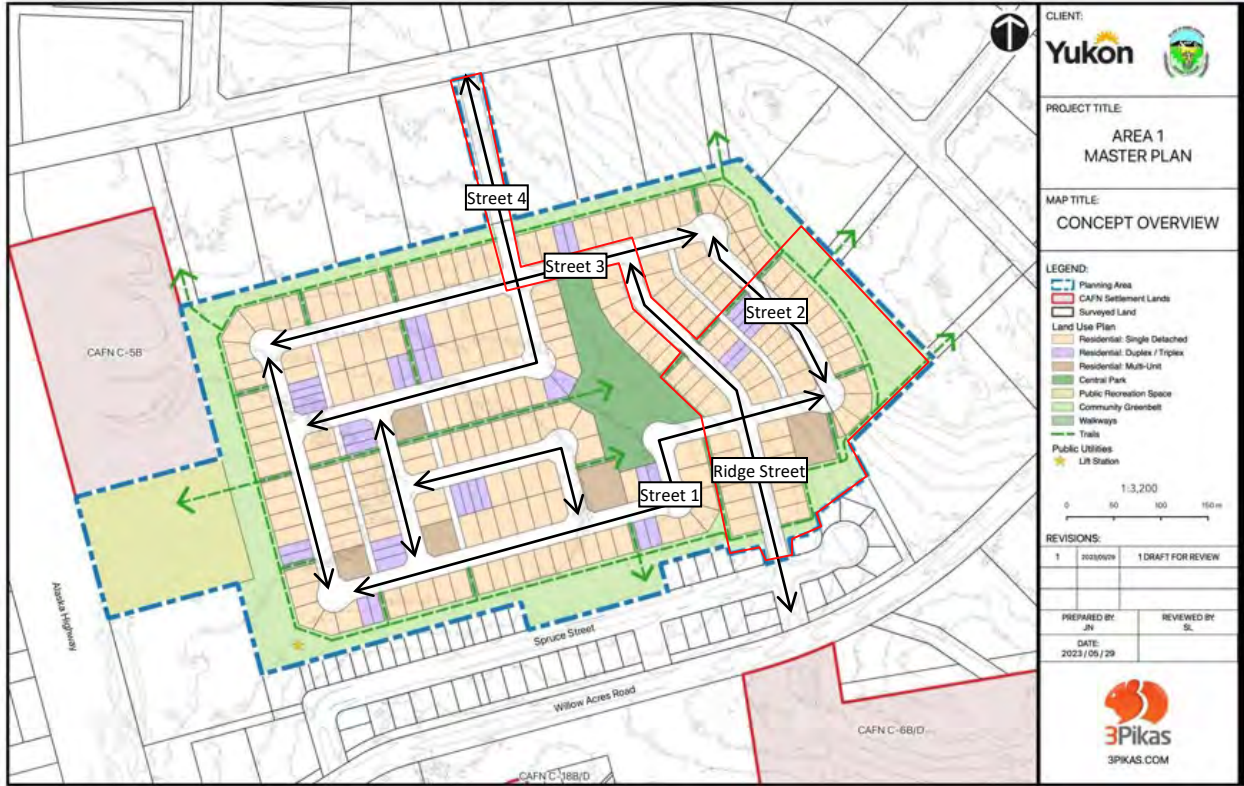 Street 4
Street 3
Street 2
Street 1
Ridge Street
CAFN C-5B
Alaska Highway
Spruce Street
Willow Acres Road
CAFN C-6B/D
CAFN C-18B/D
CLIENT:
Yukon
PROJECT TITLE:
AREA 1
MASTER PLAN
MAP TITLE:
CONCEPT OVERVIEW
LEGEND:
Planning Area
CAFN Settlement Lands
Surveyed Land
Land Use Plan
Residential: Single Detached
Residential: Duplex / Triplex
Residential: Multi-Unit
Central Park
Public Recreation Space
Community Greenbelt
Walkways
Trails
Public Utilities
Lift Station
1:3,200
0 50 100 150 m
REVISIONS:
1 2023/05/29 1 DRAFT FOR REVIEW
PREPARED BY: REVIEWED BY:
JN SL
DATE:
2023 / 05 / 29
3Pikas
3PIKAS.COM